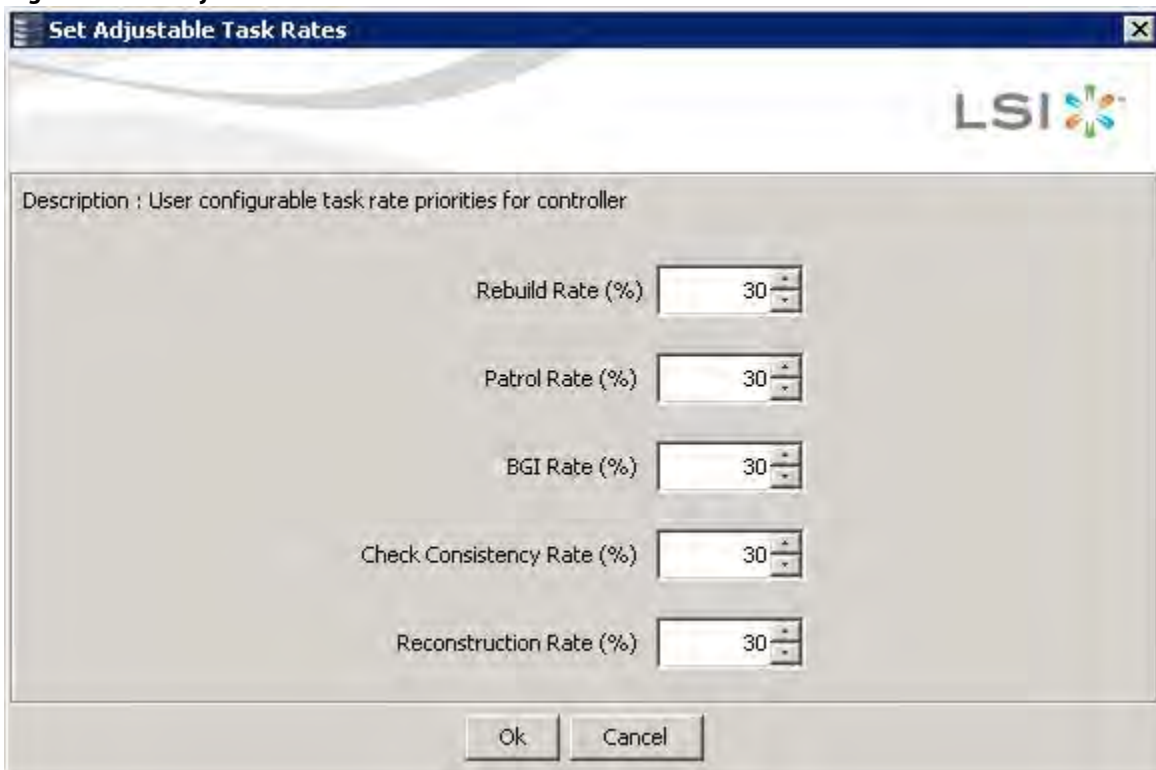 Set Adjustable Task Rates
LSI
Description : User configurable task rate priorities for controller
Rebuild Rate (%) 30
Patrol Rate (%) 30
BGI Rate (%) 30
Check Consistency Rate (%) 30
Reconstruction Rate (%) 30
Ok Cancel